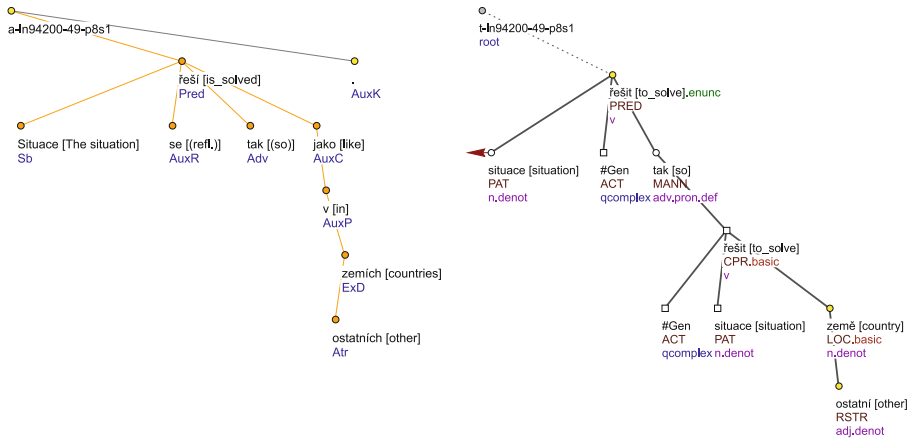 a-ln94200-49-p8s1
řeší [is_solved]
Pred
.
AuxK
Situace [The situation]
Sb
se [(refl.)]
AuxR
tak [(so)]
Adv
jako [like]
AuxC
v [in]
AuxP
zemích [countries]
ExD
ostatních [other]
Atr
t-ln94200-49-p8s1
root
řešit [to_solve].enunc
PRED
v
situace [situation]
PAT
n.denot
#Gen
ACT
qcomplex
tak [so]
MANN
adv.pron.def
řešit [to_solve]
CPR.basic
v
#Gen
ACT
qcomplex
situace [situation]
PAT
n.denot
země [country]
LOC.basic
n.denot
ostatní [other]
RSTR
adj.denot